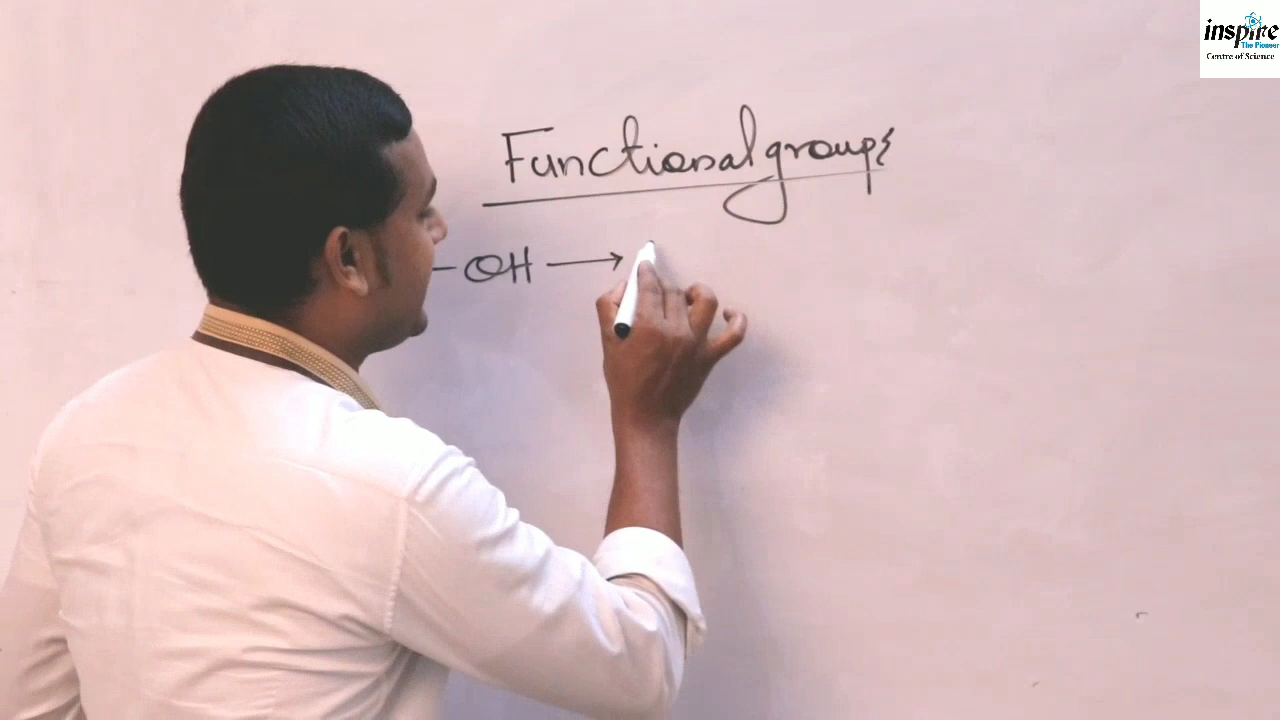 inspire
The Pioneer
Centre of Science
Functional groups
-OH →